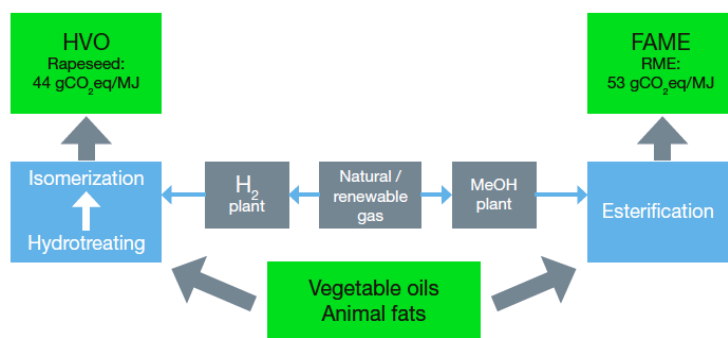 HVO
Rapeseed:
44 gCO₂eq/MJ
FAME
RME:
53 gCO₂eq/MJ
Isomerization
Hydrotreating
H₂
plant
Natural /
renewable
gas
MeOH
plant
Esterification
Vegetable oils
Animal fats